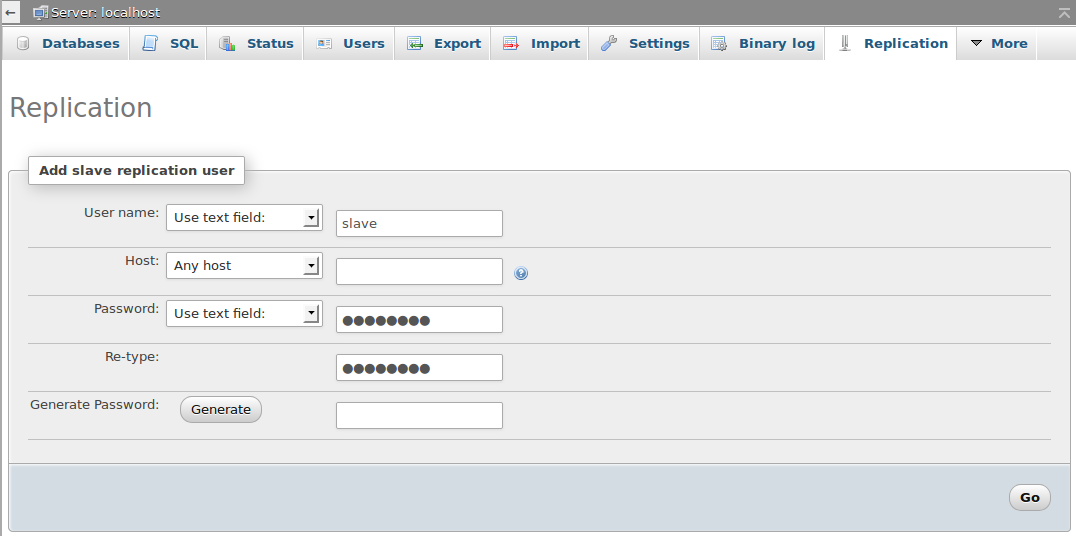 Server: localhost
Databases SQL Status Users Export Import Settings Binary log Replication More
Replication
Add slave replication user
User name: Use text field: slave
Host: Any host
Password: Use text field: ●●●●●●●●
Re-type: ●●●●●●●●
Generate Password: Generate
Go